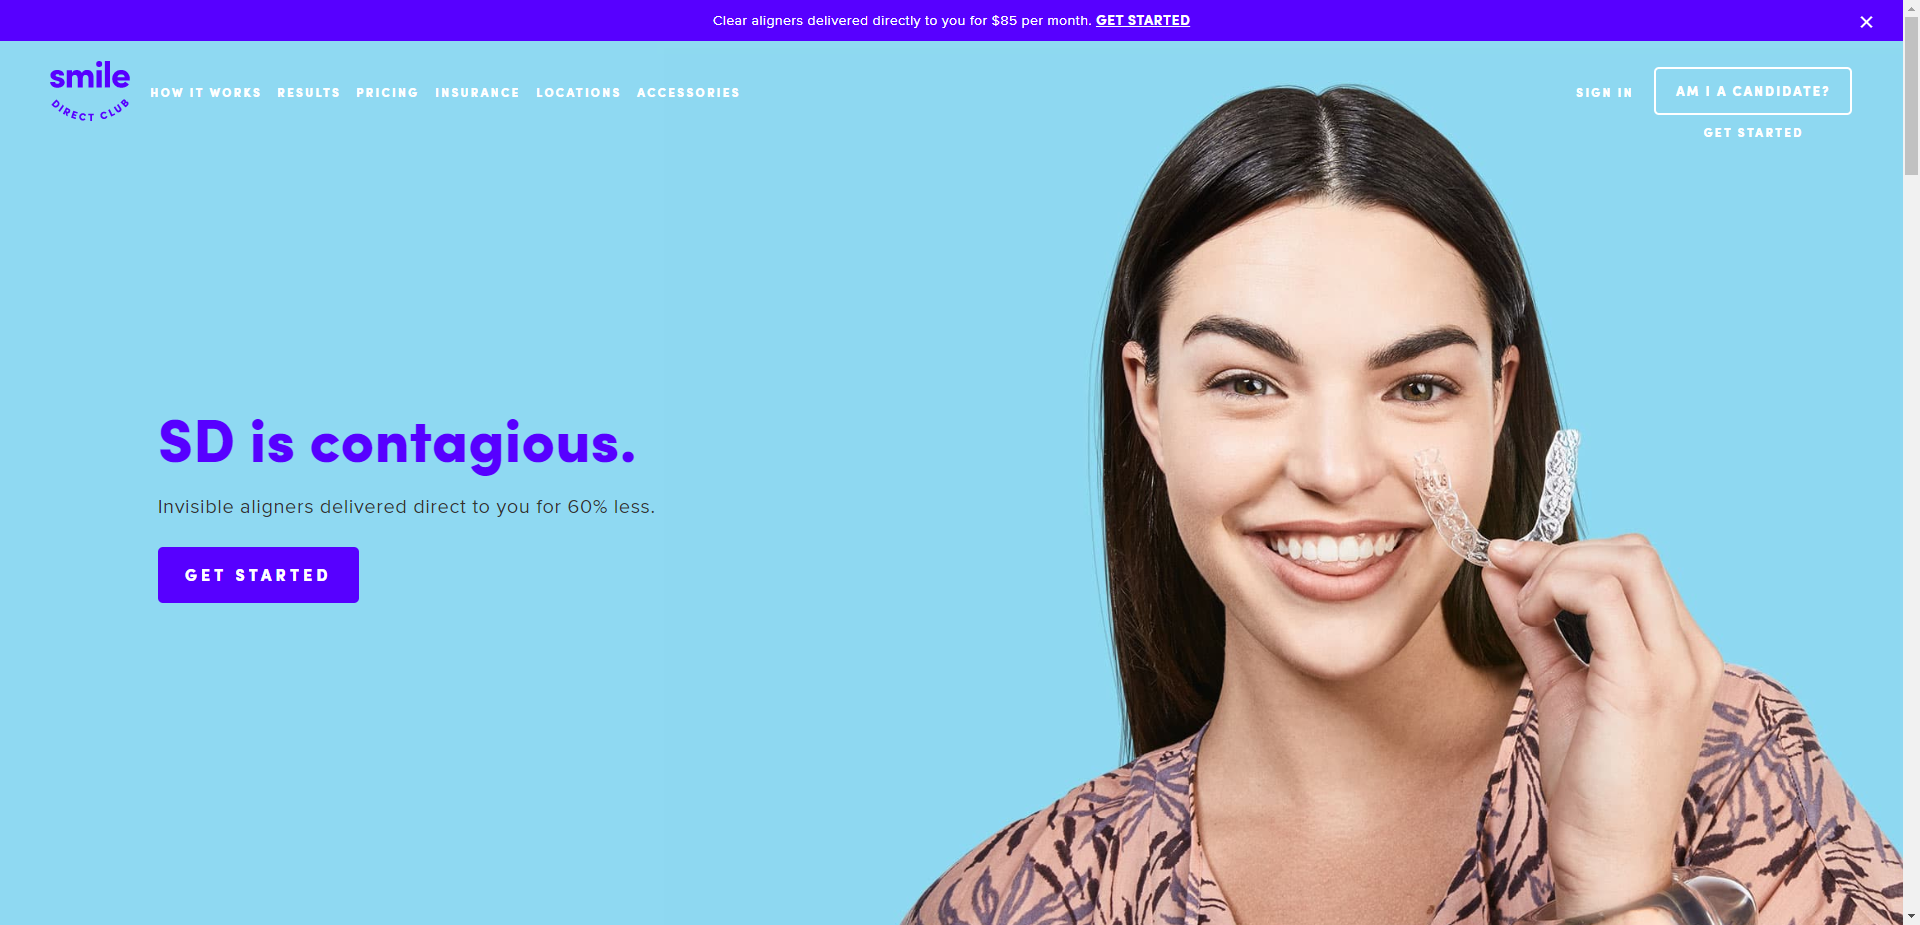 Clear aligners delivered directly to you for $85 per month. GET STARTED
smile
DIRECT CLUB
HOW IT WORKS RESULTS PRICING INSURANCE LOCATIONS ACCESSORIES
SIGN IN
AM I A CANDIDATE?
GET STARTED
SD is contagious.
Invisible aligners delivered direct to you for 60% less.
GET STARTED